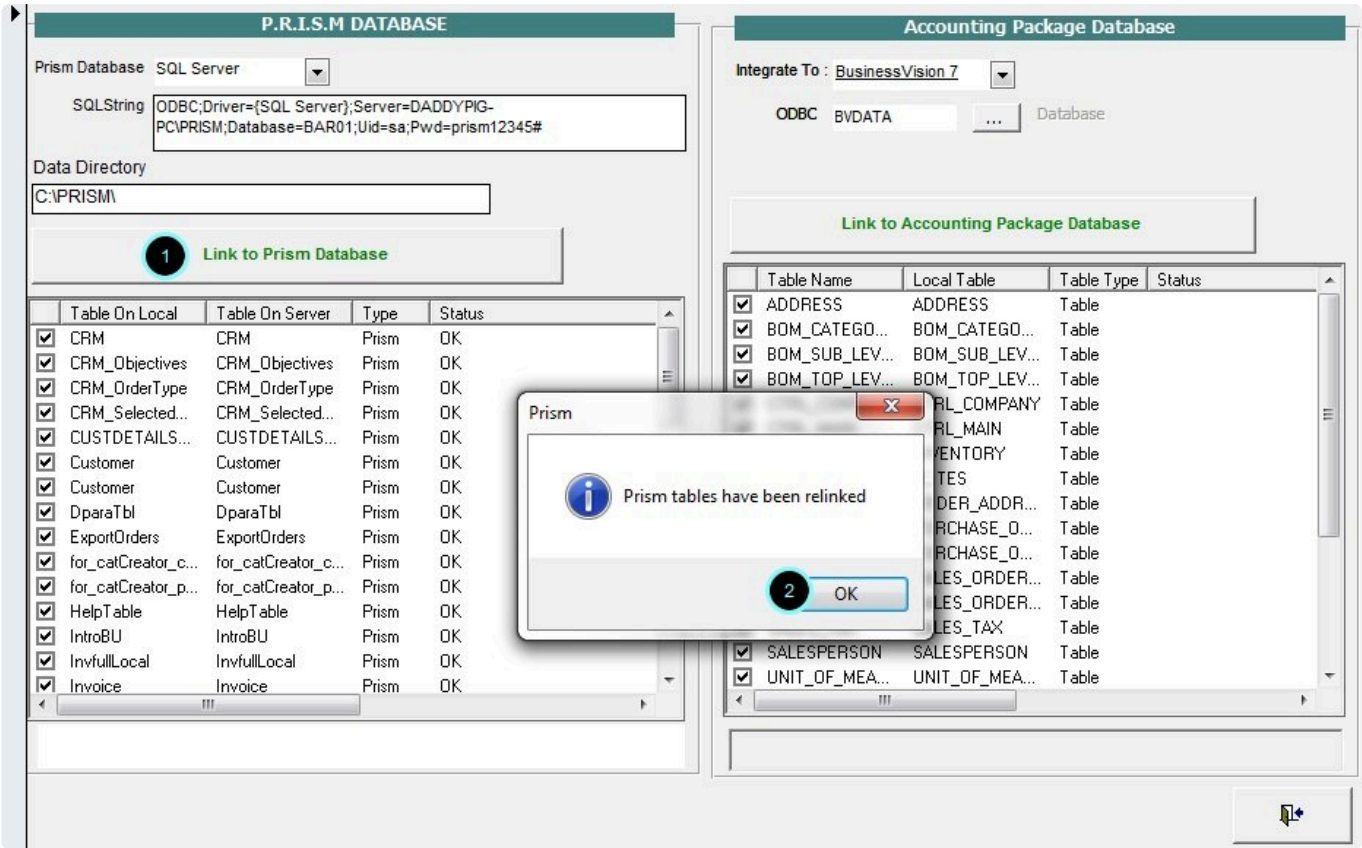 P.R.I.S.M DATABASE
Prism Database SQL Server
SQLString ODBC;Driver={SQL Server};Server=DADDYPIG-
PC\PRISM;Database=BAR01;Uid=sa;Pwd=prism12345#
Data Directory
C:\PRISM\
1 Link to Prism Database
Table On Local Table On Server Type Status
CRM CRM Prism OK
CRM_Objectives CRM_Objectives Prism OK
CRM_OrderType CRM_OrderType Prism OK
CRM_Selected... CRM_Selected... Prism OK
CUSTDETAILS... CUSTDETAILS... Prism OK
Customer Customer Prism OK
Customer Customer Prism OK
DparaTbl DparaTbl Prism OK
ExportOrders ExportOrders Prism OK
for_catCreator_c... for_catCreator_c... Prism OK
for_catCreator_p... for_catCreator_p... Prism OK
HelpTable HelpTable Prism OK
IntroBU IntroBU Prism OK
InvfullLocal InvfullLocal Prism OK
Invoice Invoice Prism OK
Accounting Package Database
Integrate To : BusinessVision 7
ODBC BVDATA ... Database
Link to Accounting Package Database
Table Name Local Table Table Type Status
ADDRESS ADDRESS Table
BOM_CATEGO... BOM_CATEGO... Table
BOM_SUB_LEV... BOM_SUB_LEV... Table
BOM_TOP_LEV... BOM_TOP_LEV... Table
RL_COMPANY Table
RL_MAIN Table
VENTORY Table
TES Table
DER_ADDR... Table
RCHASE_O... Table
RCHASE_O... Table
LES_ORDER... Table
LES_ORDER... Table
LES_TAX Table
SALESPERSON SALESPERSON Table
UNIT_OF_MEA... UNIT_OF_MEA... Table
Prism
Prism tables have been relinked
2 OK